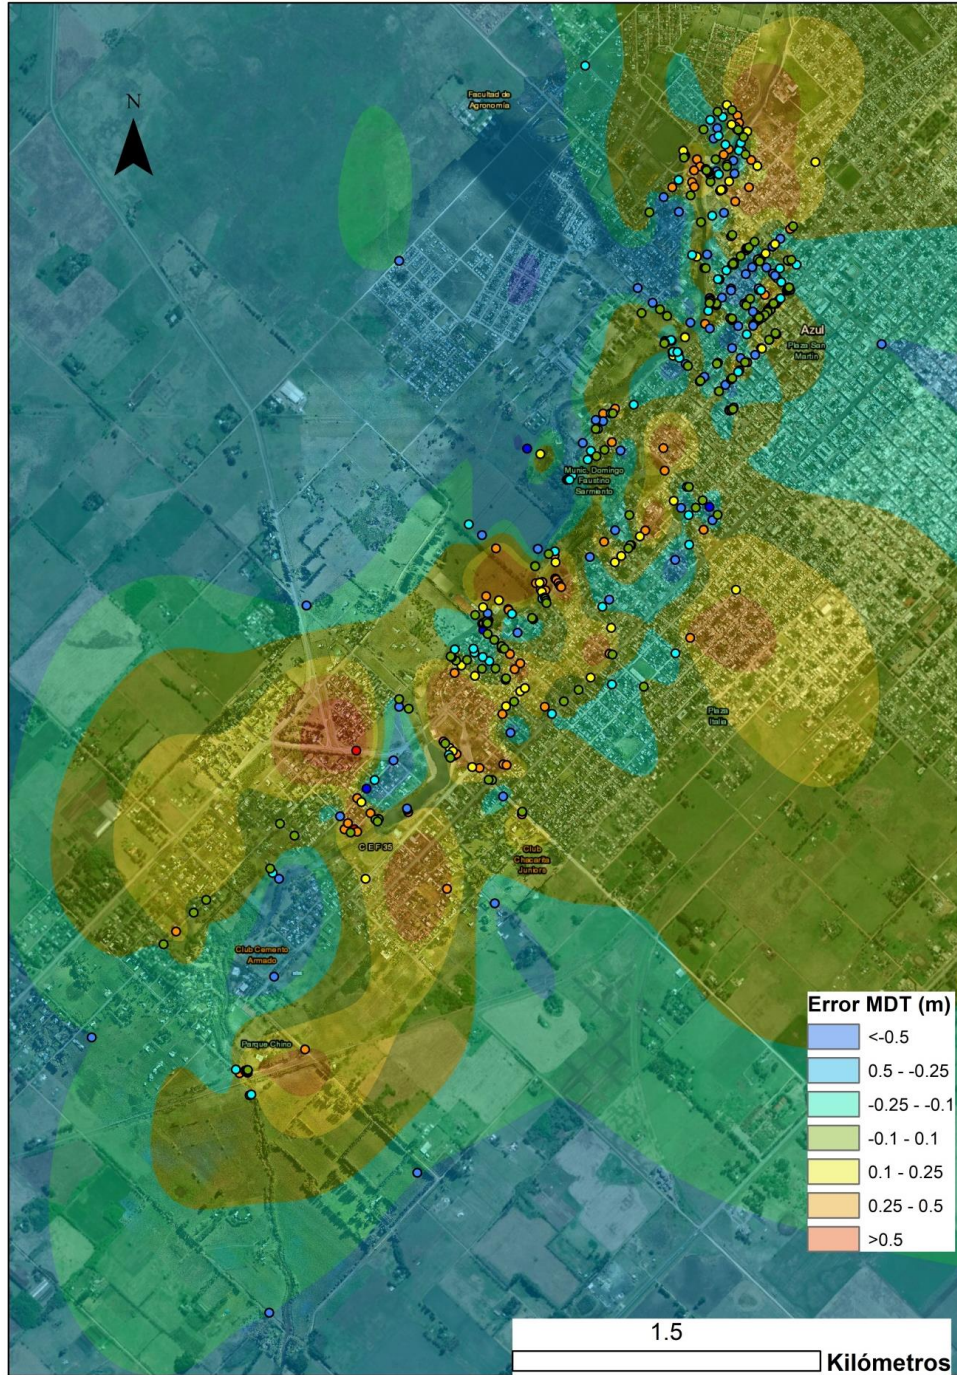 N
Facultad de
Agronomía
Azul
Plaza San
Martín
Munic. Domingo
Faustino
Sarmiento
Plaza
Italia
C E F 35
Club
Chacarita
Juniors
Club Cemento
Armado
Parque Chino
Error MDT (m)
<-0.5
0.5 - -0.25
-0.25 - -0.1
-0.1 - 0.1
0.1 - 0.25
0.25 - 0.5
>0.5
1.5
Kilómetros